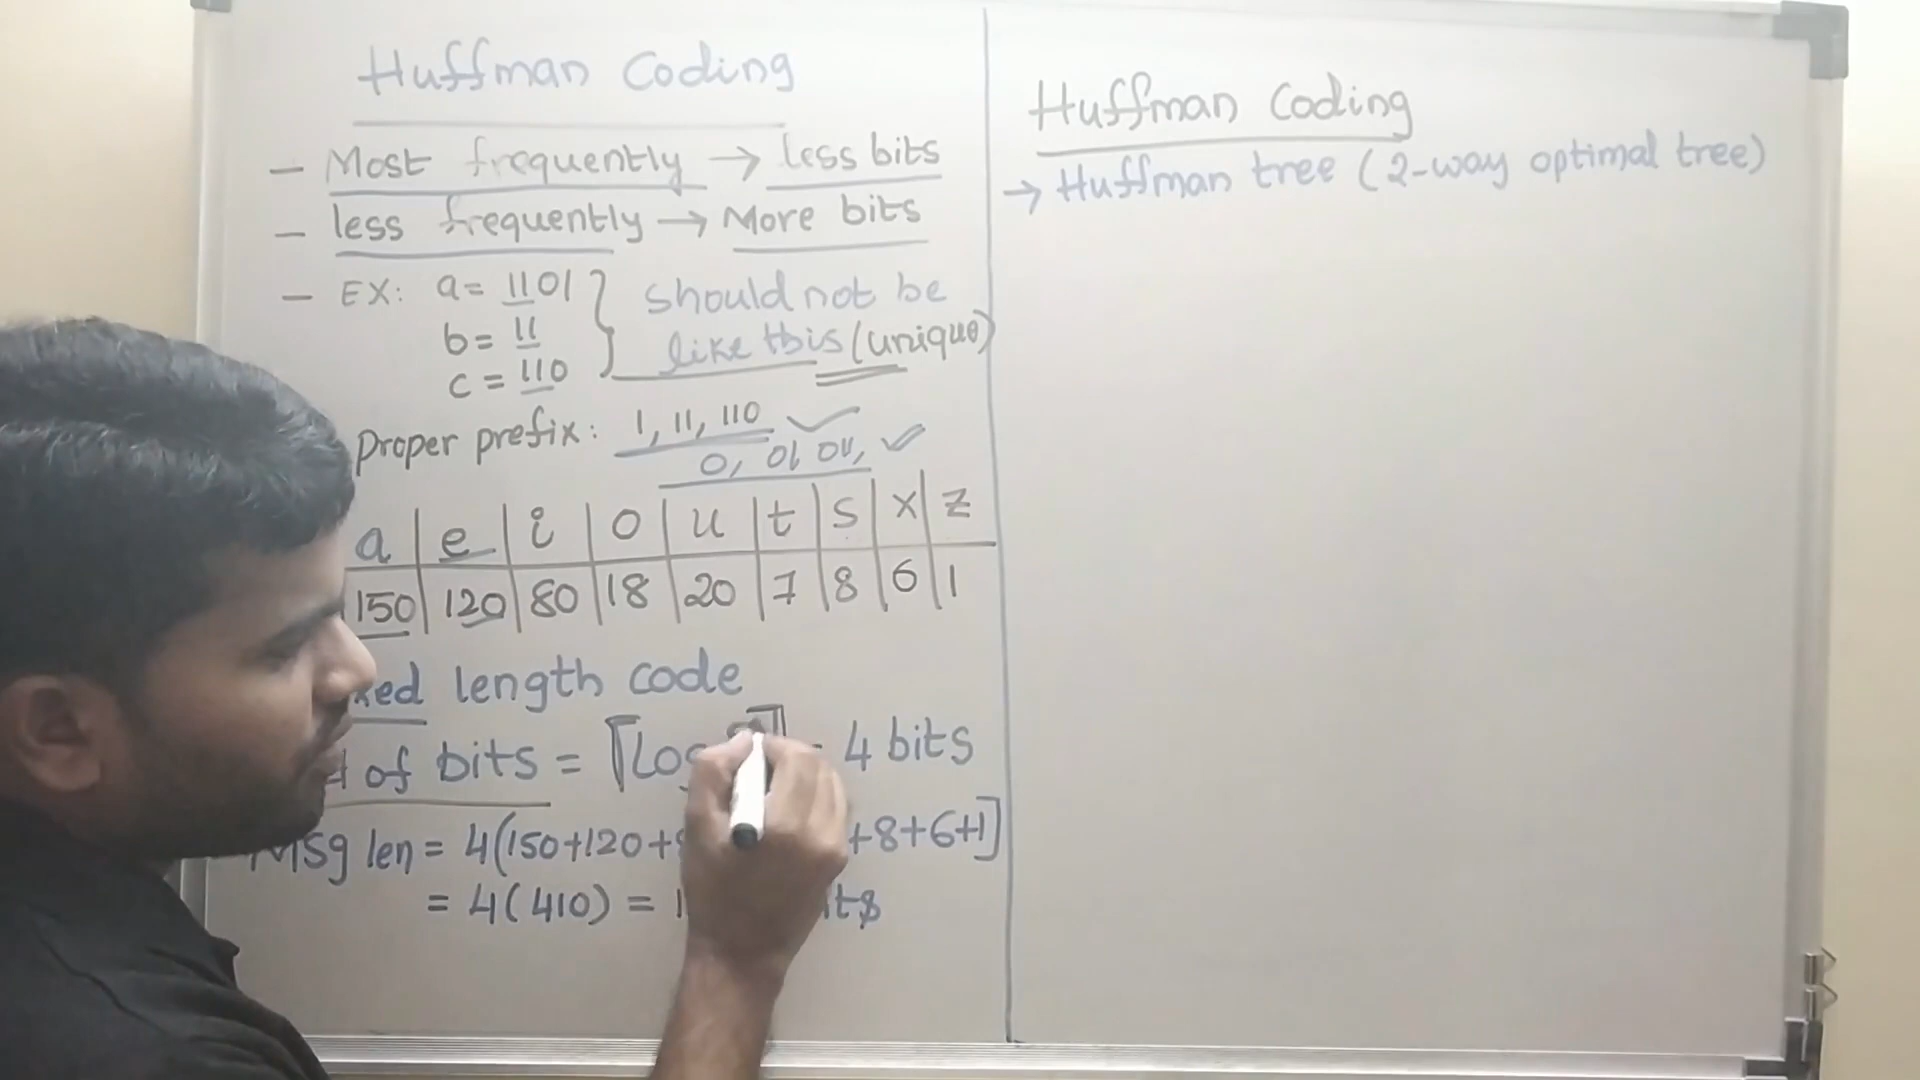 Huffman Coding
— Most frequently → less bits
— less frequently → More bits
— EX: a = 1101
b = 11
c = 110
should not be
like this (unique)
Proper prefix: 1, 11, 110 ✓
0, 01 011, ✓
a | e | i | o | u | t | s | x | z
150 | 120 | 80 | 18 | 20 | 7 | 8 | 6 | 1
length code
of bits = ⌈Log = 4 bits
Msg len = 4(150+120+ +8+6+1]
= 4(410) =
Huffman Coding
→ Huffman tree (2-way optimal tree)